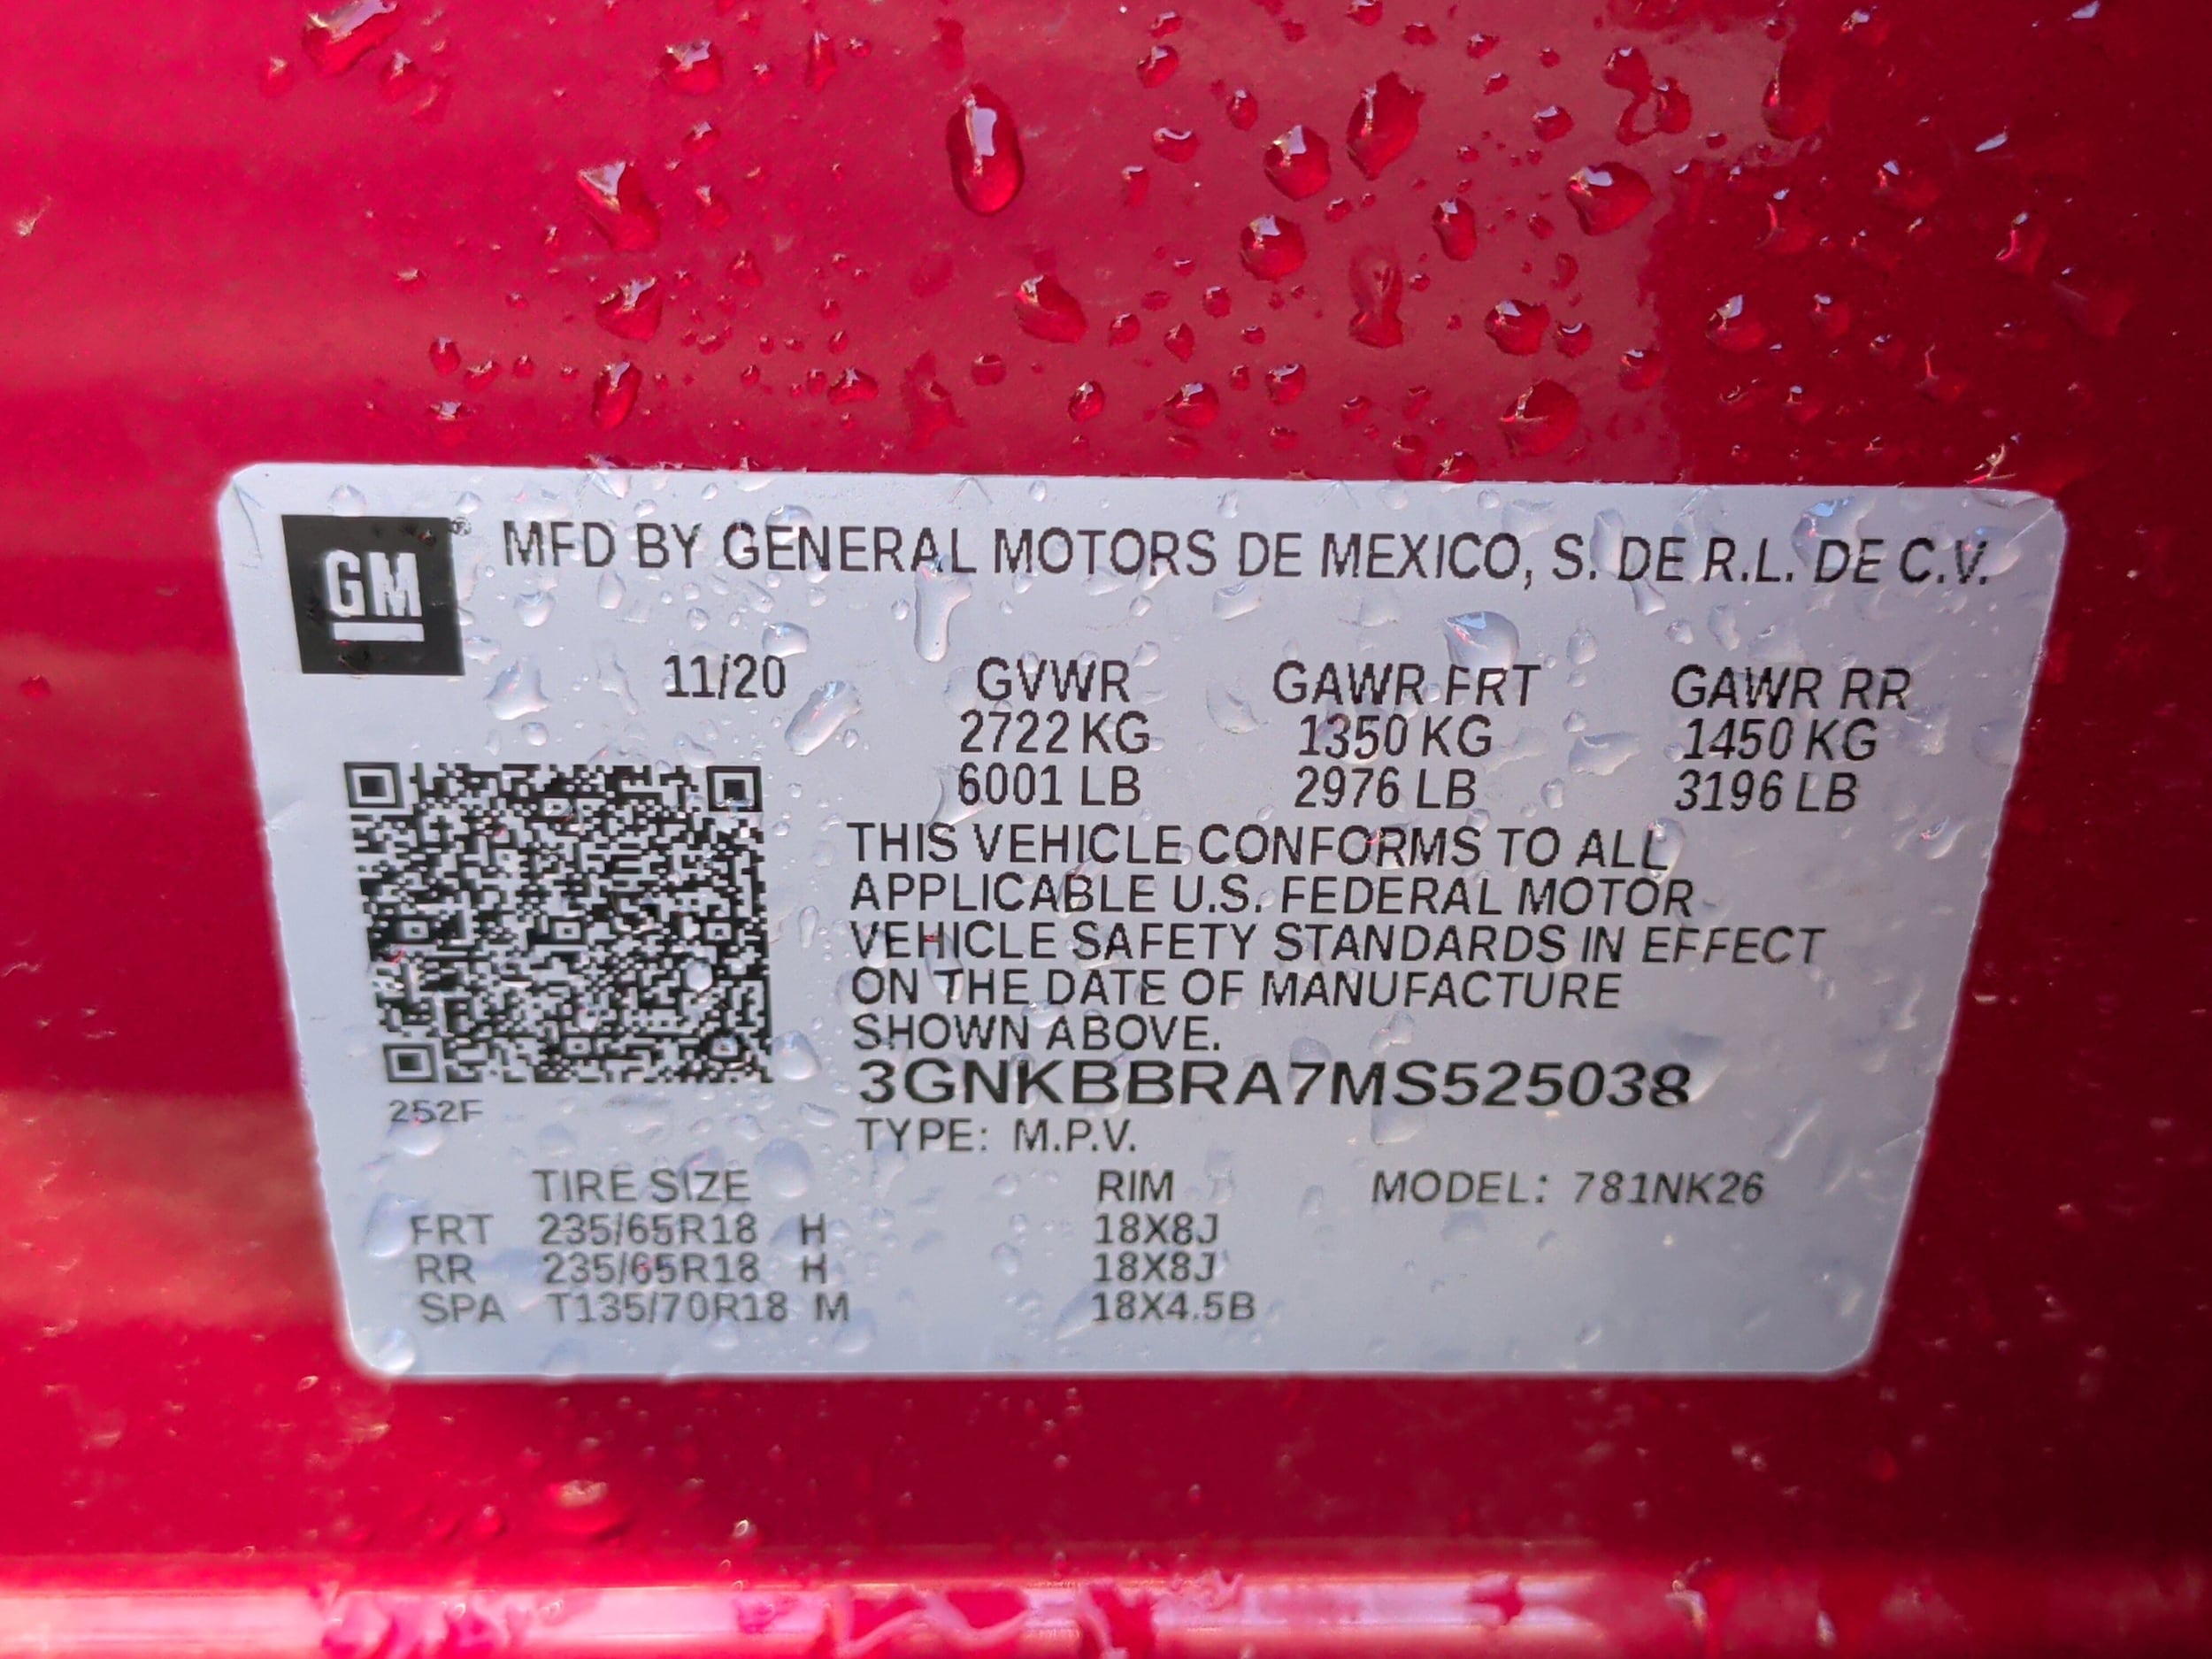 GM ®
MFD BY GENERAL MOTORS DE MEXICO, S. DE R.L. DE C.V.
11/20 GVWR GAWR FRT GAWR RR
2722 KG 1350 KG 1450 KG
6001 LB 2976 LB 3196 LB
THIS VEHICLE CONFORMS TO ALL
APPLICABLE U.S. FEDERAL MOTOR
VEHICLE SAFETY STANDARDS IN EFFECT
ON THE DATE OF MANUFACTURE
SHOWN ABOVE.
3GNKBBRA7MS525038
252F
TYPE: M.P.V.
TIRE SIZE RIM MODEL: 781NK26
FRT 235/65R18 H 18X8J
RR 235/65R18 H 18X8J
SPA T135/70R18 M 18X4.5B